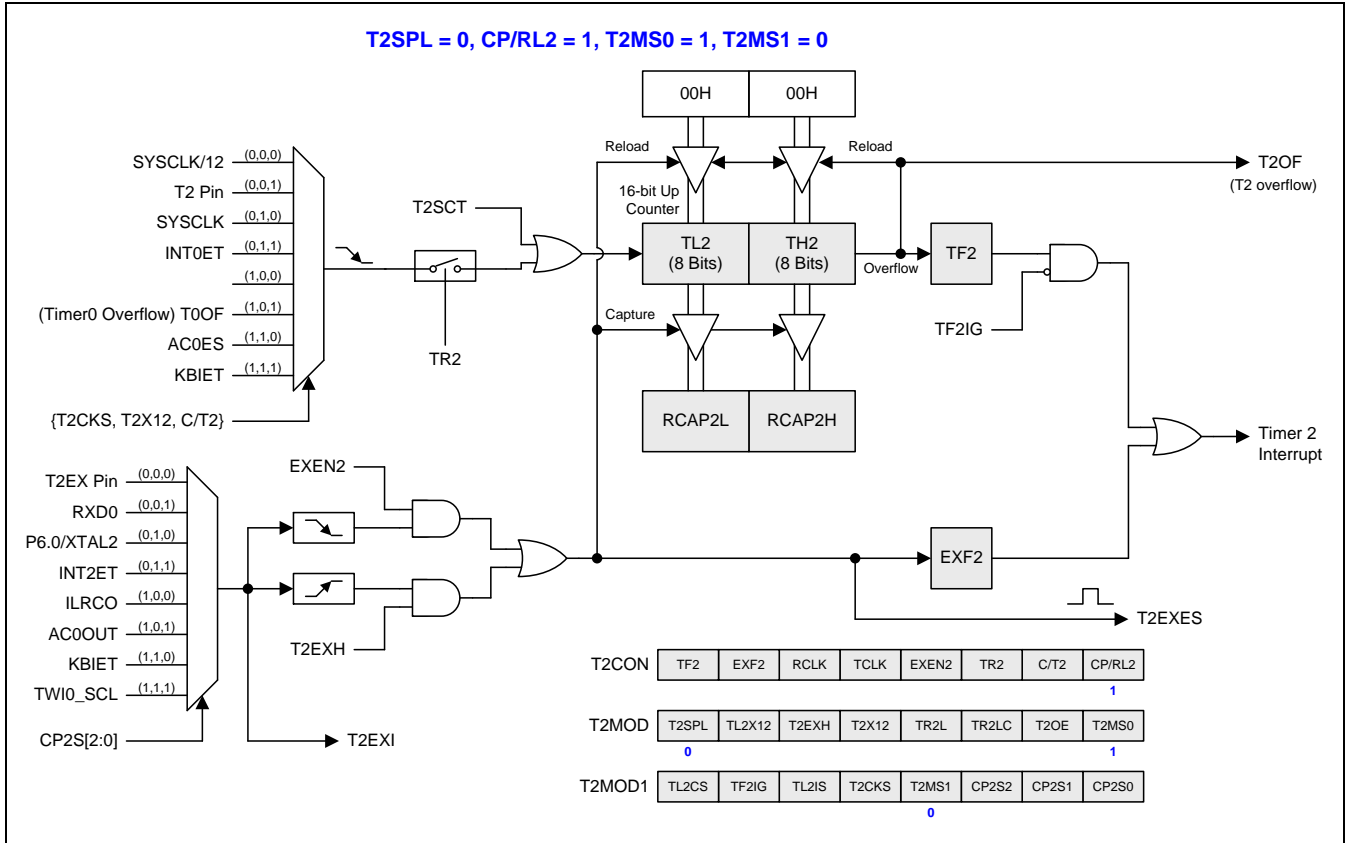 T2SPL = 0, CP/RL2 = 1, T2MS0 = 1, T2MS1 = 0
00H 00H
Reload Reload
SYSCLK/12 (0,0,0)
T2 Pin (0,0,1)
SYSCLK (0,1,0)
INT0ET (0,1,1)
(1,0,0)
(Timer0 Overflow) T0OF (1,0,1)
AC0ES (1,1,0)
KBIET (1,1,1)
{T2CKS, T2X12, C/T2}
TR2
T2SCT
16-bit Up
Counter
TL2
(8 Bits)
TH2
(8 Bits)
Overflow
TF2
T2OF
(T2 overflow)
TF2IG
Capture
RCAP2L RCAP2H
Timer 2
Interrupt
EXEN2
T2EX Pin (0,0,0)
RXD0 (0,0,1)
P6.0/XTAL2 (0,1,0)
INT2ET (0,1,1)
ILRCO (1,0,0)
AC0OUT (1,0,1)
KBIET (1,1,0)
TWI0_SCL (1,1,1)
CP2S[2:0]
T2EXH
T2EXI
EXF2
T2EXES
T2CON TF2 EXF2 RCLK TCLK EXEN2 TR2 C/T2 CP/RL2
1
T2MOD T2SPL TL2X12 T2EXH T2X12 TR2L TR2LC T2OE T2MS0
0 1
T2MOD1 TL2CS TF2IG TL2IS T2CKS T2MS1 CP2S2 CP2S1 CP2S0
0